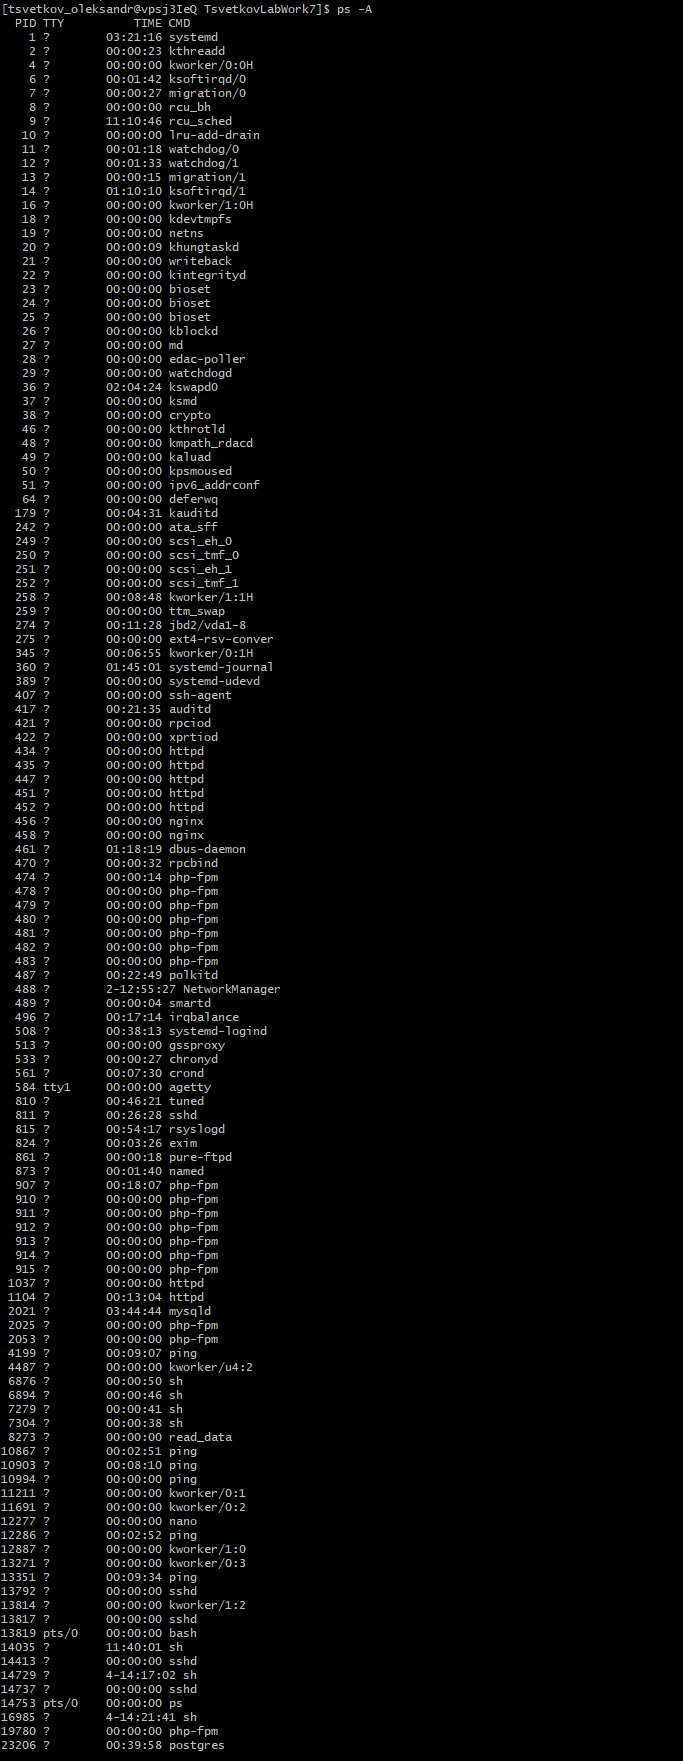 [tsvetkov_oleksandr@vpsj3IeQ TsvetkovLabWork7]$ ps -A
PID TTY TIME CMD
1 ? 03:21:16 systemd
2 ? 00:00:23 kthreadd
4 ? 00:00:00 kworker/0:0H
6 ? 00:01:42 ksoftirqd/0
7 ? 00:00:27 migration/0
8 ? 00:00:00 rcu_bh
9 ? 11:10:46 rcu_sched
10 ? 00:00:00 lru-add-drain
11 ? 00:01:18 watchdog/0
12 ? 00:01:33 watchdog/1
13 ? 00:00:15 migration/1
14 ? 01:10:10 ksoftirqd/1
16 ? 00:00:00 kworker/1:0H
18 ? 00:00:00 kdevtmpfs
19 ? 00:00:00 netns
20 ? 00:00:09 khungtaskd
21 ? 00:00:00 writeback
22 ? 00:00:00 kintegrityd
23 ? 00:00:00 bioset
24 ? 00:00:00 bioset
25 ? 00:00:00 bioset
26 ? 00:00:00 kblockd
27 ? 00:00:00 md
28 ? 00:00:00 edac-poller
29 ? 00:00:00 watchdogd
36 ? 02:04:24 kswapd0
37 ? 00:00:00 ksmd
38 ? 00:00:00 crypto
46 ? 00:00:00 kthrotld
48 ? 00:00:00 kmpath_rdacd
49 ? 00:00:00 kaluad
50 ? 00:00:00 kpsmoused
51 ? 00:00:00 ipv6_addrconf
64 ? 00:00:00 deferwq
179 ? 00:04:31 kauditd
242 ? 00:00:00 ata_sff
249 ? 00:00:00 scsi_eh_0
250 ? 00:00:00 scsi_tmf_0
251 ? 00:00:00 scsi_eh_1
252 ? 00:00:00 scsi_tmf_1
258 ? 00:08:48 kworker/1:1H
259 ? 00:00:00 ttm_swap
274 ? 00:11:28 jbd2/vda1-8
275 ? 00:00:00 ext4-rsv-conver
345 ? 00:06:55 kworker/0:1H
360 ? 01:45:01 systemd-journal
389 ? 00:00:00 systemd-udevd
407 ? 00:00:00 ssh-agent
417 ? 00:21:35 auditd
421 ? 00:00:00 rpciod
422 ? 00:00:00 xprtiod
434 ? 00:00:00 httpd
435 ? 00:00:00 httpd
447 ? 00:00:00 httpd
451 ? 00:00:00 httpd
452 ? 00:00:00 httpd
456 ? 00:00:00 nginx
458 ? 00:00:00 nginx
461 ? 01:18:19 dbus-daemon
470 ? 00:00:32 rpcbind
474 ? 00:00:14 php-fpm
478 ? 00:00:00 php-fpm
479 ? 00:00:00 php-fpm
480 ? 00:00:00 php-fpm
481 ? 00:00:00 php-fpm
482 ? 00:00:00 php-fpm
483 ? 00:00:00 php-fpm
487 ? 00:22:49 polkitd
488 ? 2-12:55:27 NetworkManager
489 ? 00:00:04 smartd
496 ? 00:17:14 irqbalance
508 ? 00:38:13 systemd-logind
513 ? 00:00:00 gssproxy
533 ? 00:00:27 chronyd
561 ? 00:07:30 crond
584 tty1 00:00:00 agetty
810 ? 00:46:21 tuned
811 ? 00:26:28 sshd
815 ? 00:54:17 rsyslogd
824 ? 00:03:26 exim
861 ? 00:00:18 pure-ftpd
873 ? 00:01:40 named
907 ? 00:18:07 php-fpm
910 ? 00:00:00 php-fpm
911 ? 00:00:00 php-fpm
912 ? 00:00:00 php-fpm
913 ? 00:00:00 php-fpm
914 ? 00:00:00 php-fpm
915 ? 00:00:00 php-fpm
1037 ? 00:00:00 httpd
1104 ? 00:13:04 httpd
2021 ? 03:44:44 mysqld
2025 ? 00:00:00 php-fpm
2053 ? 00:00:00 php-fpm
4199 ? 00:09:07 ping
4487 ? 00:00:00 kworker/u4:2
6876 ? 00:00:50 sh
6894 ? 00:00:46 sh
7279 ? 00:00:41 sh
7304 ? 00:00:38 sh
8273 ? 00:00:00 read_data
10867 ? 00:02:51 ping
10903 ? 00:08:10 ping
10994 ? 00:00:00 ping
11211 ? 00:00:00 kworker/0:1
11691 ? 00:00:00 kworker/0:2
12277 ? 00:00:00 nano
12286 ? 00:02:52 ping
12887 ? 00:00:00 kworker/1:0
13271 ? 00:00:00 kworker/0:3
13351 ? 00:09:34 ping
13792 ? 00:00:00 sshd
13814 ? 00:00:00 kworker/1:2
13817 ? 00:00:00 sshd
13819 pts/0 00:00:00 bash
14035 ? 11:40:01 sh
14413 ? 00:00:00 sshd
14729 ? 4-14:17:02 sh
14737 ? 00:00:00 sshd
14753 pts/0 00:00:00 ps
16985 ? 4-14:21:41 sh
19780 ? 00:00:00 php-fpm
23206 ? 00:39:58 postgres